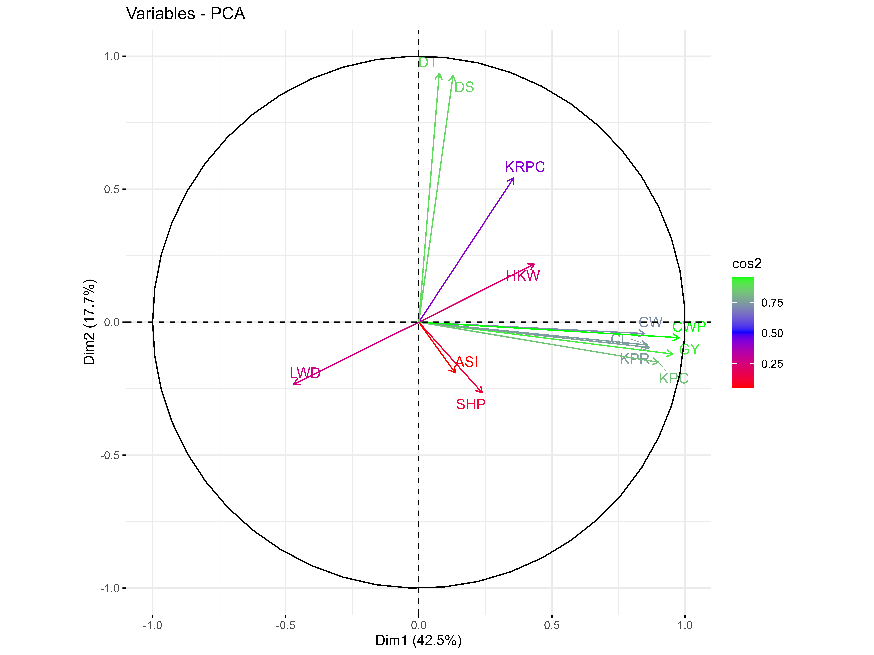 Variables - PCA
1.0
0.5
0.0
-0.5
-1.0
Dim2 (17.7%)
DT
DS
KRPC
HKW
CW
CWP
CL
GY
KPR
KPC
LWD
ASI
SHP
-1.0
-0.5
0.0
0.5
1.0
Dim1 (42.5%)
cos2
0.75
0.50
0.25